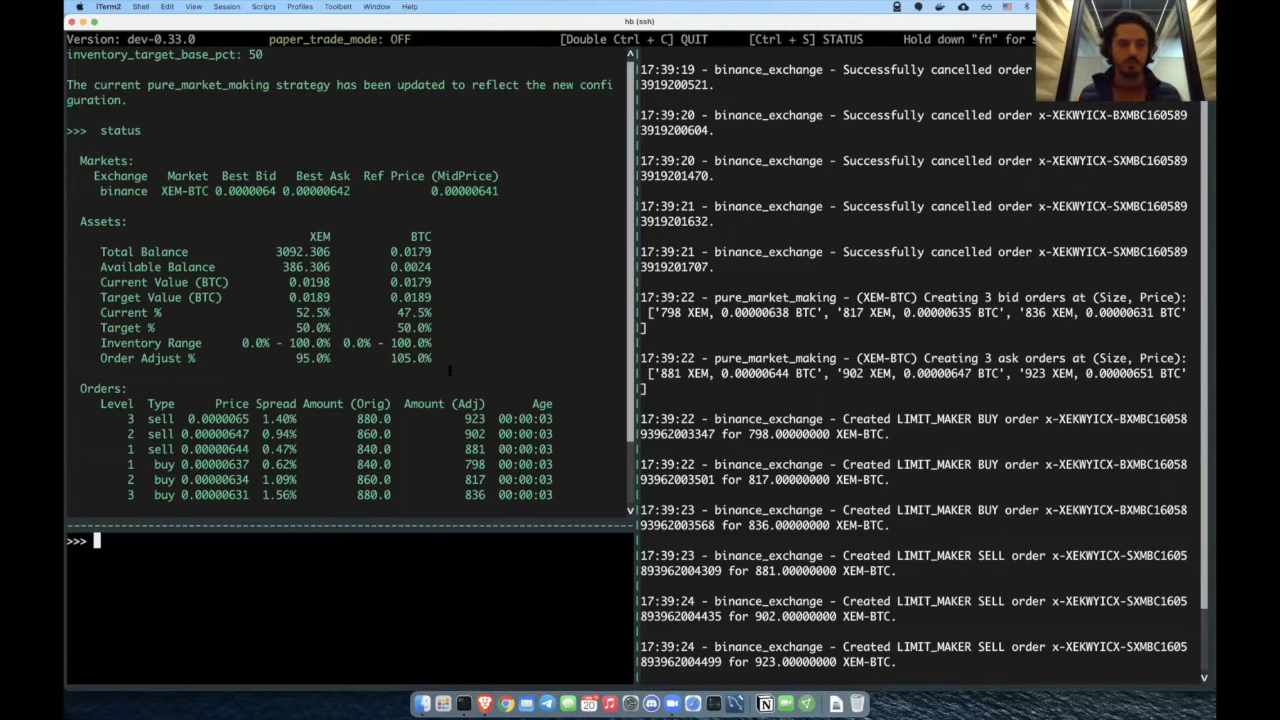 iTerm2 Shell Edit View Session Scripts Profiles Toolbelt Window Help
hb (ssh)
Version: dev-0.33.0 paper_trade_mode: OFF [Double Ctrl + C] QUIT [Ctrl + S] STATUS Hold down "fn" for s
inventory_target_base_pct: 50
The current pure_market_making strategy has been updated to reflect the new confi
guration.
>>> status
Markets:
Exchange Market Best Bid Best Ask Ref Price (MidPrice)
binance XEM-BTC 0.0000064 0.00000642 0.00000641
Assets:
XEM BTC
Total Balance 3092.306 0.0179
Available Balance 386.306 0.0024
Current Value (BTC) 0.0198 0.0179
Target Value (BTC) 0.0189 0.0189
Current % 52.5% 47.5%
Target % 50.0% 50.0%
Inventory Range 0.0% - 100.0% 0.0% - 100.0%
Order Adjust % 95.0% 105.0%
Orders:
Level Type Price Spread Amount (Orig) Amount (Adj) Age
3 sell 0.0000065 1.40% 880.0 923 00:00:03
2 sell 0.00000647 0.94% 860.0 902 00:00:03
1 sell 0.00000644 0.47% 840.0 881 00:00:03
1 buy 0.00000637 0.62% 840.0 798 00:00:03
2 buy 0.00000634 1.09% 860.0 817 00:00:03
3 buy 0.00000631 1.56% 880.0 836 00:00:03
>>>
17:39:19 - binance_exchange - Successfully cancelled order
3919200521.
17:39:20 - binance_exchange - Successfully cancelled order x-XEKWYICX-BXMBC160589
3919200604.
17:39:20 - binance_exchange - Successfully cancelled order x-XEKWYICX-SXMBC160589
3919201470.
17:39:21 - binance_exchange - Successfully cancelled order x-XEKWYICX-SXMBC160589
3919201632.
17:39:21 - binance_exchange - Successfully cancelled order x-XEKWYICX-SXMBC160589
3919201707.
17:39:22 - pure_market_making - (XEM-BTC) Creating 3 bid orders at (Size, Price):
['798 XEM, 0.00000638 BTC', '817 XEM, 0.00000635 BTC', '836 XEM, 0.00000631 BTC'
]
17:39:22 - pure_market_making - (XEM-BTC) Creating 3 ask orders at (Size, Price):
['881 XEM, 0.00000644 BTC', '902 XEM, 0.00000647 BTC', '923 XEM, 0.00000651 BTC'
]
17:39:22 - binance_exchange - Created LIMIT_MAKER BUY order x-XEKWYICX-BXMBC16058
93962003347 for 798.00000000 XEM-BTC.
17:39:22 - binance_exchange - Created LIMIT_MAKER BUY order x-XEKWYICX-BXMBC16058
93962003501 for 817.00000000 XEM-BTC.
17:39:23 - binance_exchange - Created LIMIT_MAKER BUY order x-XEKWYICX-BXMBC16058
93962003568 for 836.00000000 XEM-BTC.
17:39:23 - binance_exchange - Created LIMIT_MAKER SELL order x-XEKWYICX-SXMBC1605
893962004309 for 881.00000000 XEM-BTC.
17:39:24 - binance_exchange - Created LIMIT_MAKER SELL order x-XEKWYICX-SXMBC1605
893962004435 for 902.00000000 XEM-BTC.
17:39:24 - binance_exchange - Created LIMIT_MAKER SELL order x-XEKWYICX-SXMBC1605
893962004499 for 923.00000000 XEM-BTC.
20